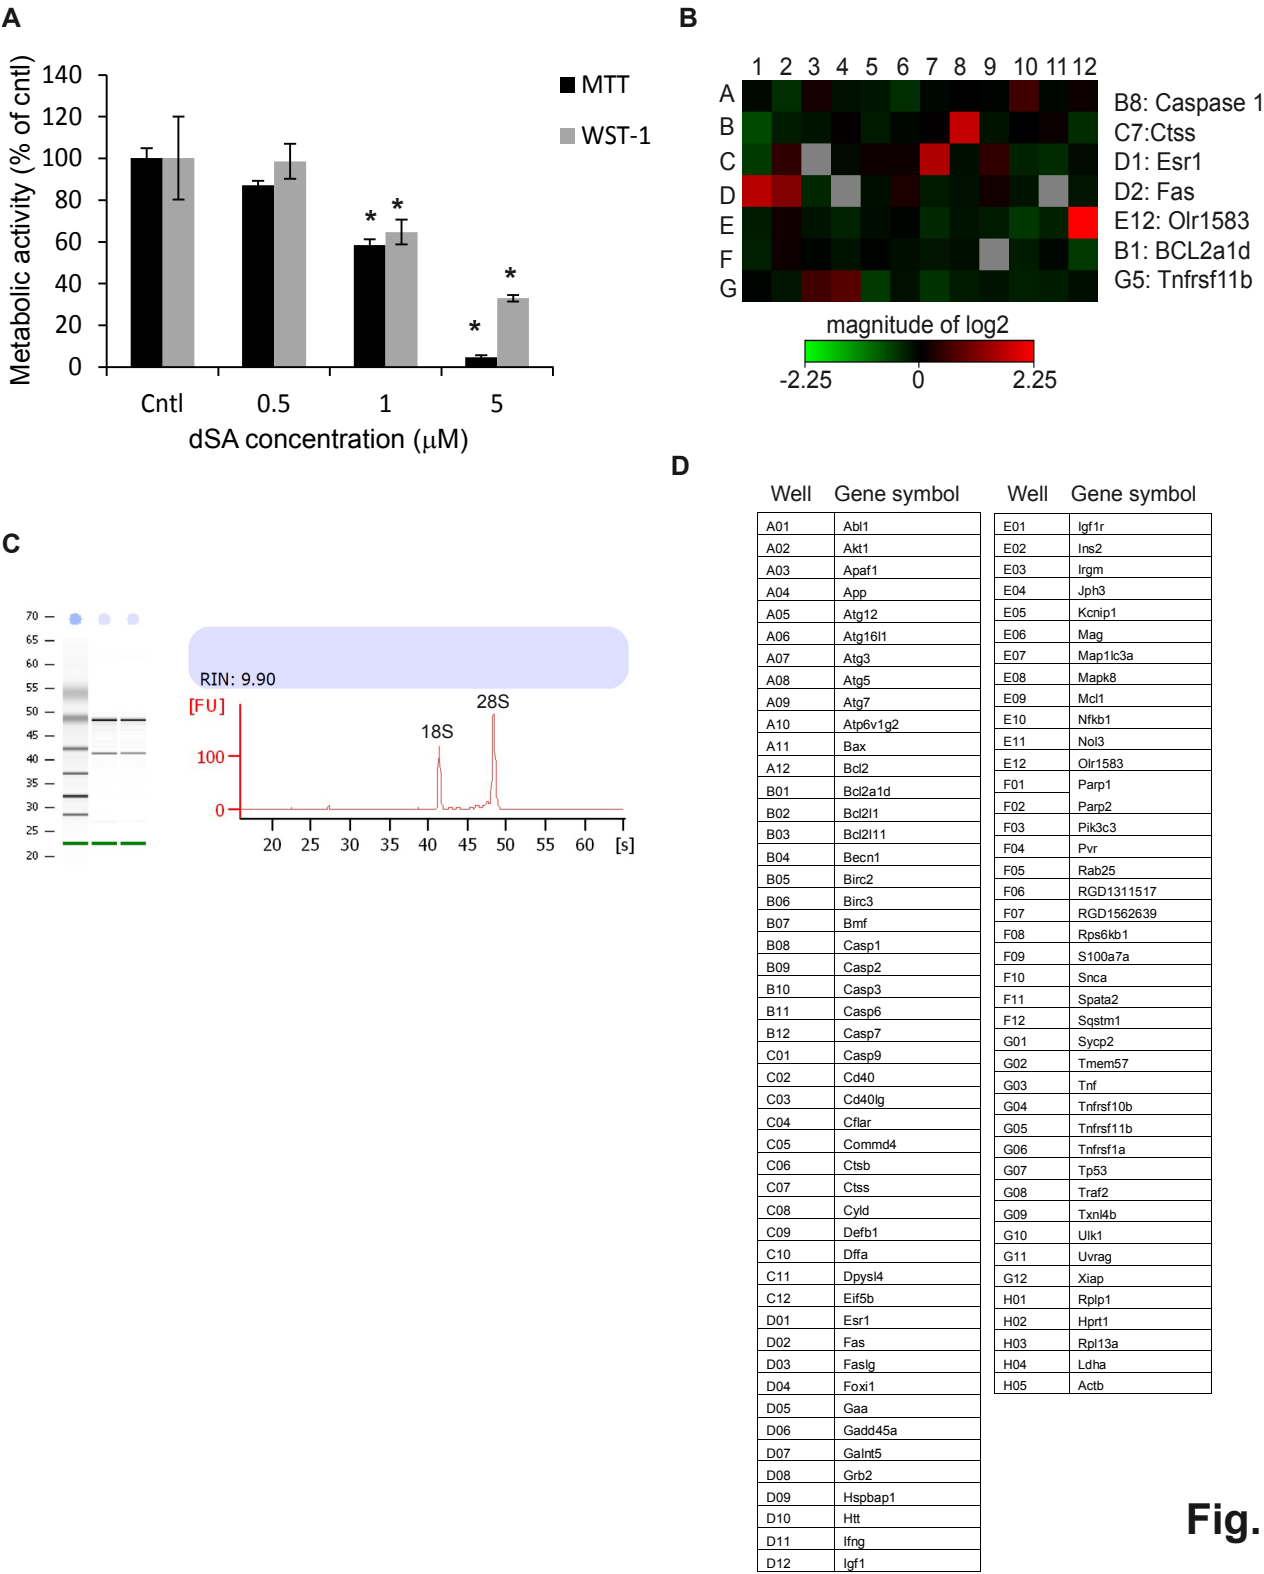 A
Metabolic activity (% of cntl)
140
120
100
80
60
40
20
0
MTT
WST-1
* *
*
*
Cntl 0.5 1 5
dSA concentration (μM)
B
1 2 3 4 5 6 7 8 9 10 11 12
A
B
C
D
E
F
G
B8: Caspase 1
C7:Ctss
D1: Esr1
D2: Fas
E12: Olr1583
B1: BCL2a1d
G5: Tnfrsf11b
magnitude of log2
-2.25 0 2.25
C
70
65
60
55
50
45
40
35
30
25
20
RIN: 9.90
[FU]
18S
28S
100
0
20 25 30 35 40 45 50 55 60 [s]
D
Well Gene symbol
A01 Abl1
A02 Akt1
A03 Apaf1
A04 App
A05 Atg12
A06 Atg16l1
A07 Atg3
A08 Atg5
A09 Atg7
A10 Atp6v1g2
A11 Bax
A12 Bcl2
B01 Bcl2a1d
B02 Bcl2l1
B03 Bcl2l11
B04 Becn1
B05 Birc2
B06 Birc3
B07 Bmf
B08 Casp1
B09 Casp2
B10 Casp3
B11 Casp6
B12 Casp7
C01 Casp9
C02 Cd40
C03 Cd40lg
C04 Cflar
C05 Commd4
C06 Ctsb
C07 Ctss
C08 Cyld
C09 Defb1
C10 Dffa
C11 Dpysl4
C12 Eif5b
D01 Esr1
D02 Fas
D03 Faslg
D04 Foxi1
D05 Gaa
D06 Gadd45a
D07 Galnt5
D08 Grb2
D09 Hspbap1
D10 Htt
D11 Ifng
D12 Igf1
Well Gene symbol
E01 Igf1r
E02 Ins2
E03 Irgm
E04 Jph3
E05 Kcnip1
E06 Mag
E07 Map1lc3a
E08 Mapk8
E09 Mcl1
E10 Nfkb1
E11 Nol3
E12 Olr1583
F01 Parp1
F02 Parp2
F03 Pik3c3
F04 Pvr
F05 Rab25
F06 RGD1311517
F07 RGD1562639
F08 Rps6kb1
F09 S100a7a
F10 Snca
F11 Spata2
F12 Sqstm1
G01 Sycp2
G02 Tmem57
G03 Tnf
G04 Tnfrsf10b
G05 Tnfrsf11b
G06 Tnfrsf1a
G07 Tp53
G08 Traf2
G09 Txnl4b
G10 Ulk1
G11 Uvrag
G12 Xiap
H01 Rplp1
H02 Hprt1
H03 Rpl13a
H04 Ldha
H05 Actb
Fig.